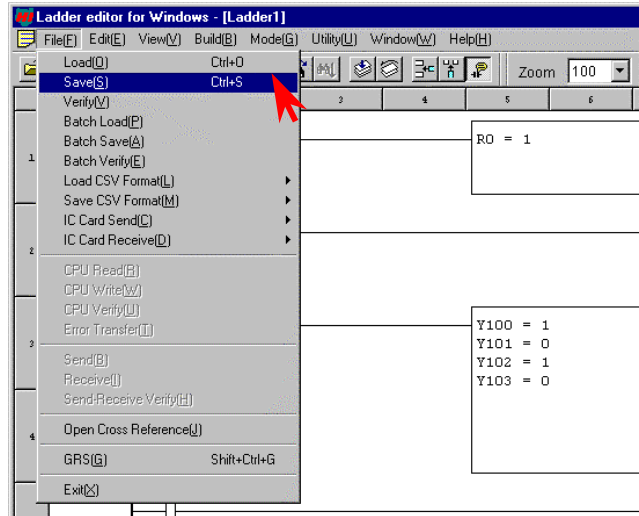 Ladder editor for Windows - [Ladder1]
File(F) Edit(E) View(V) Build(B) Mode(G) Utility(U) Window(W) Help(H)
Zoom 100
Load(O) Ctrl+O
Save(S) Ctrl+S
Verify(V)
Batch Load(P)
Batch Save(A)
Batch Verify(E)
Load CSV Format(L)
Save CSV Format(M)
IC Card Send(C)
IC Card Receive(D)
CPU Read(R)
CPU Write(W)
CPU Verify(U)
Error Transfer(T)
Send(B)
Receive(I)
Send-Receive Verify(H)
Open Cross Reference(J)
GRS(G) Shift+Ctrl+G
Exit(X)
3 4 5 6
1
2
3
4
R0 = 1
Y100 = 1
Y101 = 0
Y102 = 1
Y103 = 0